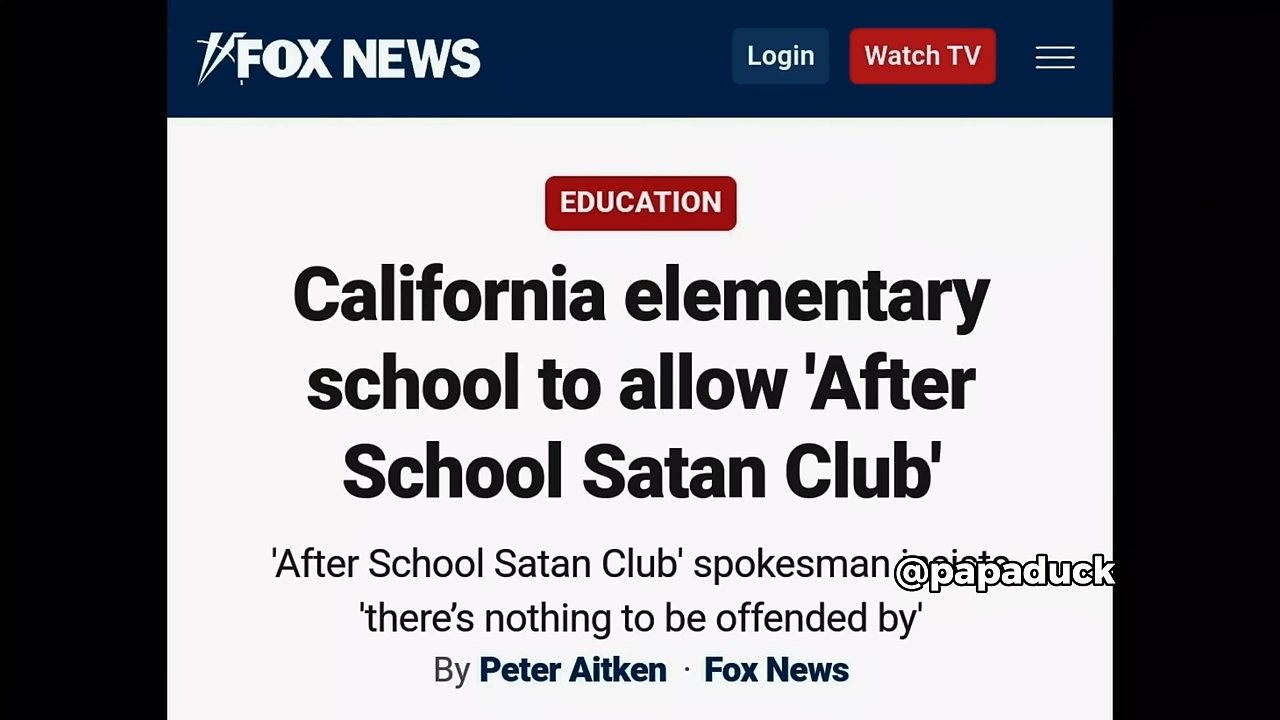 FOX NEWS
Login
Watch TV
EDUCATION
California elementary
school to allow 'After
School Satan Club'
'After School Satan Club' spokesman insists
@papaduck
'there’s nothing to be offended by'
By Peter Aitken · Fox News